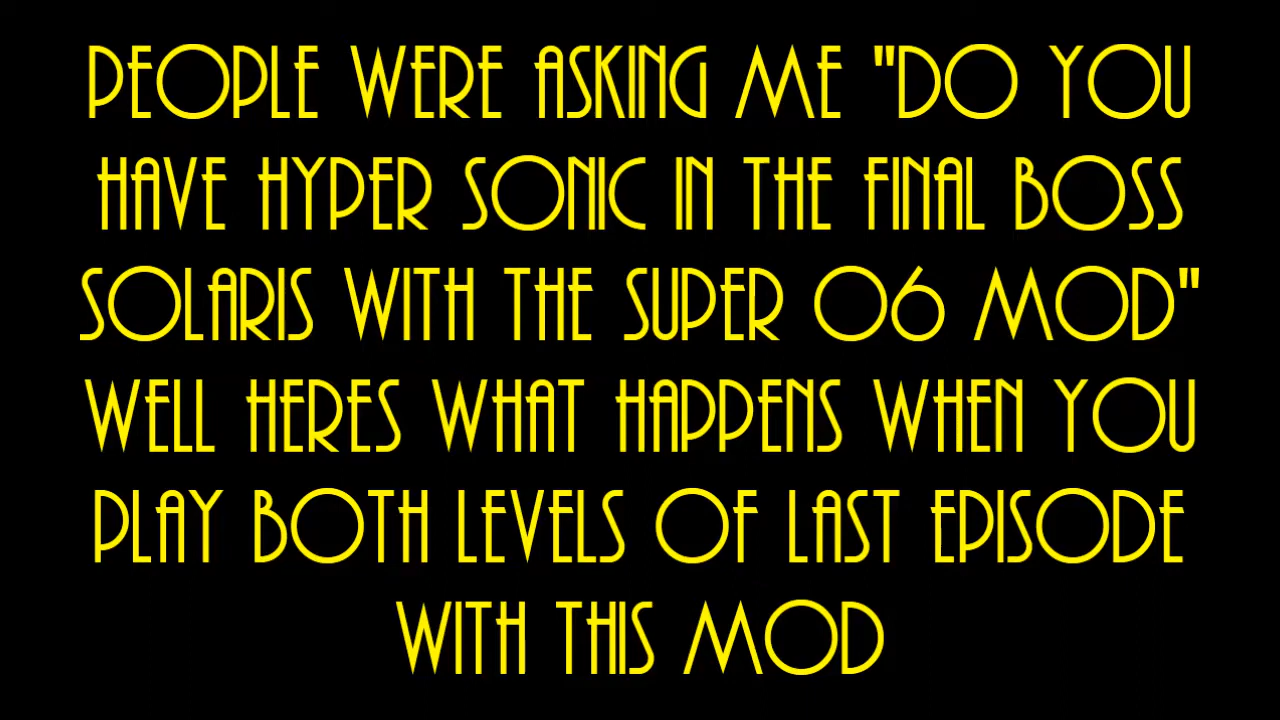 PEOPLE WERE ASKING ME "DO YOU
HAVE HYPER SONIC IN THE FINAL BOSS
SOLARIS WITH THE SUPER 06 MOD"
WELL HERES WHAT HAPPENS WHEN YOU
PLAY BOTH LEVELS OF LAST EPISODE
WITH THIS MOD